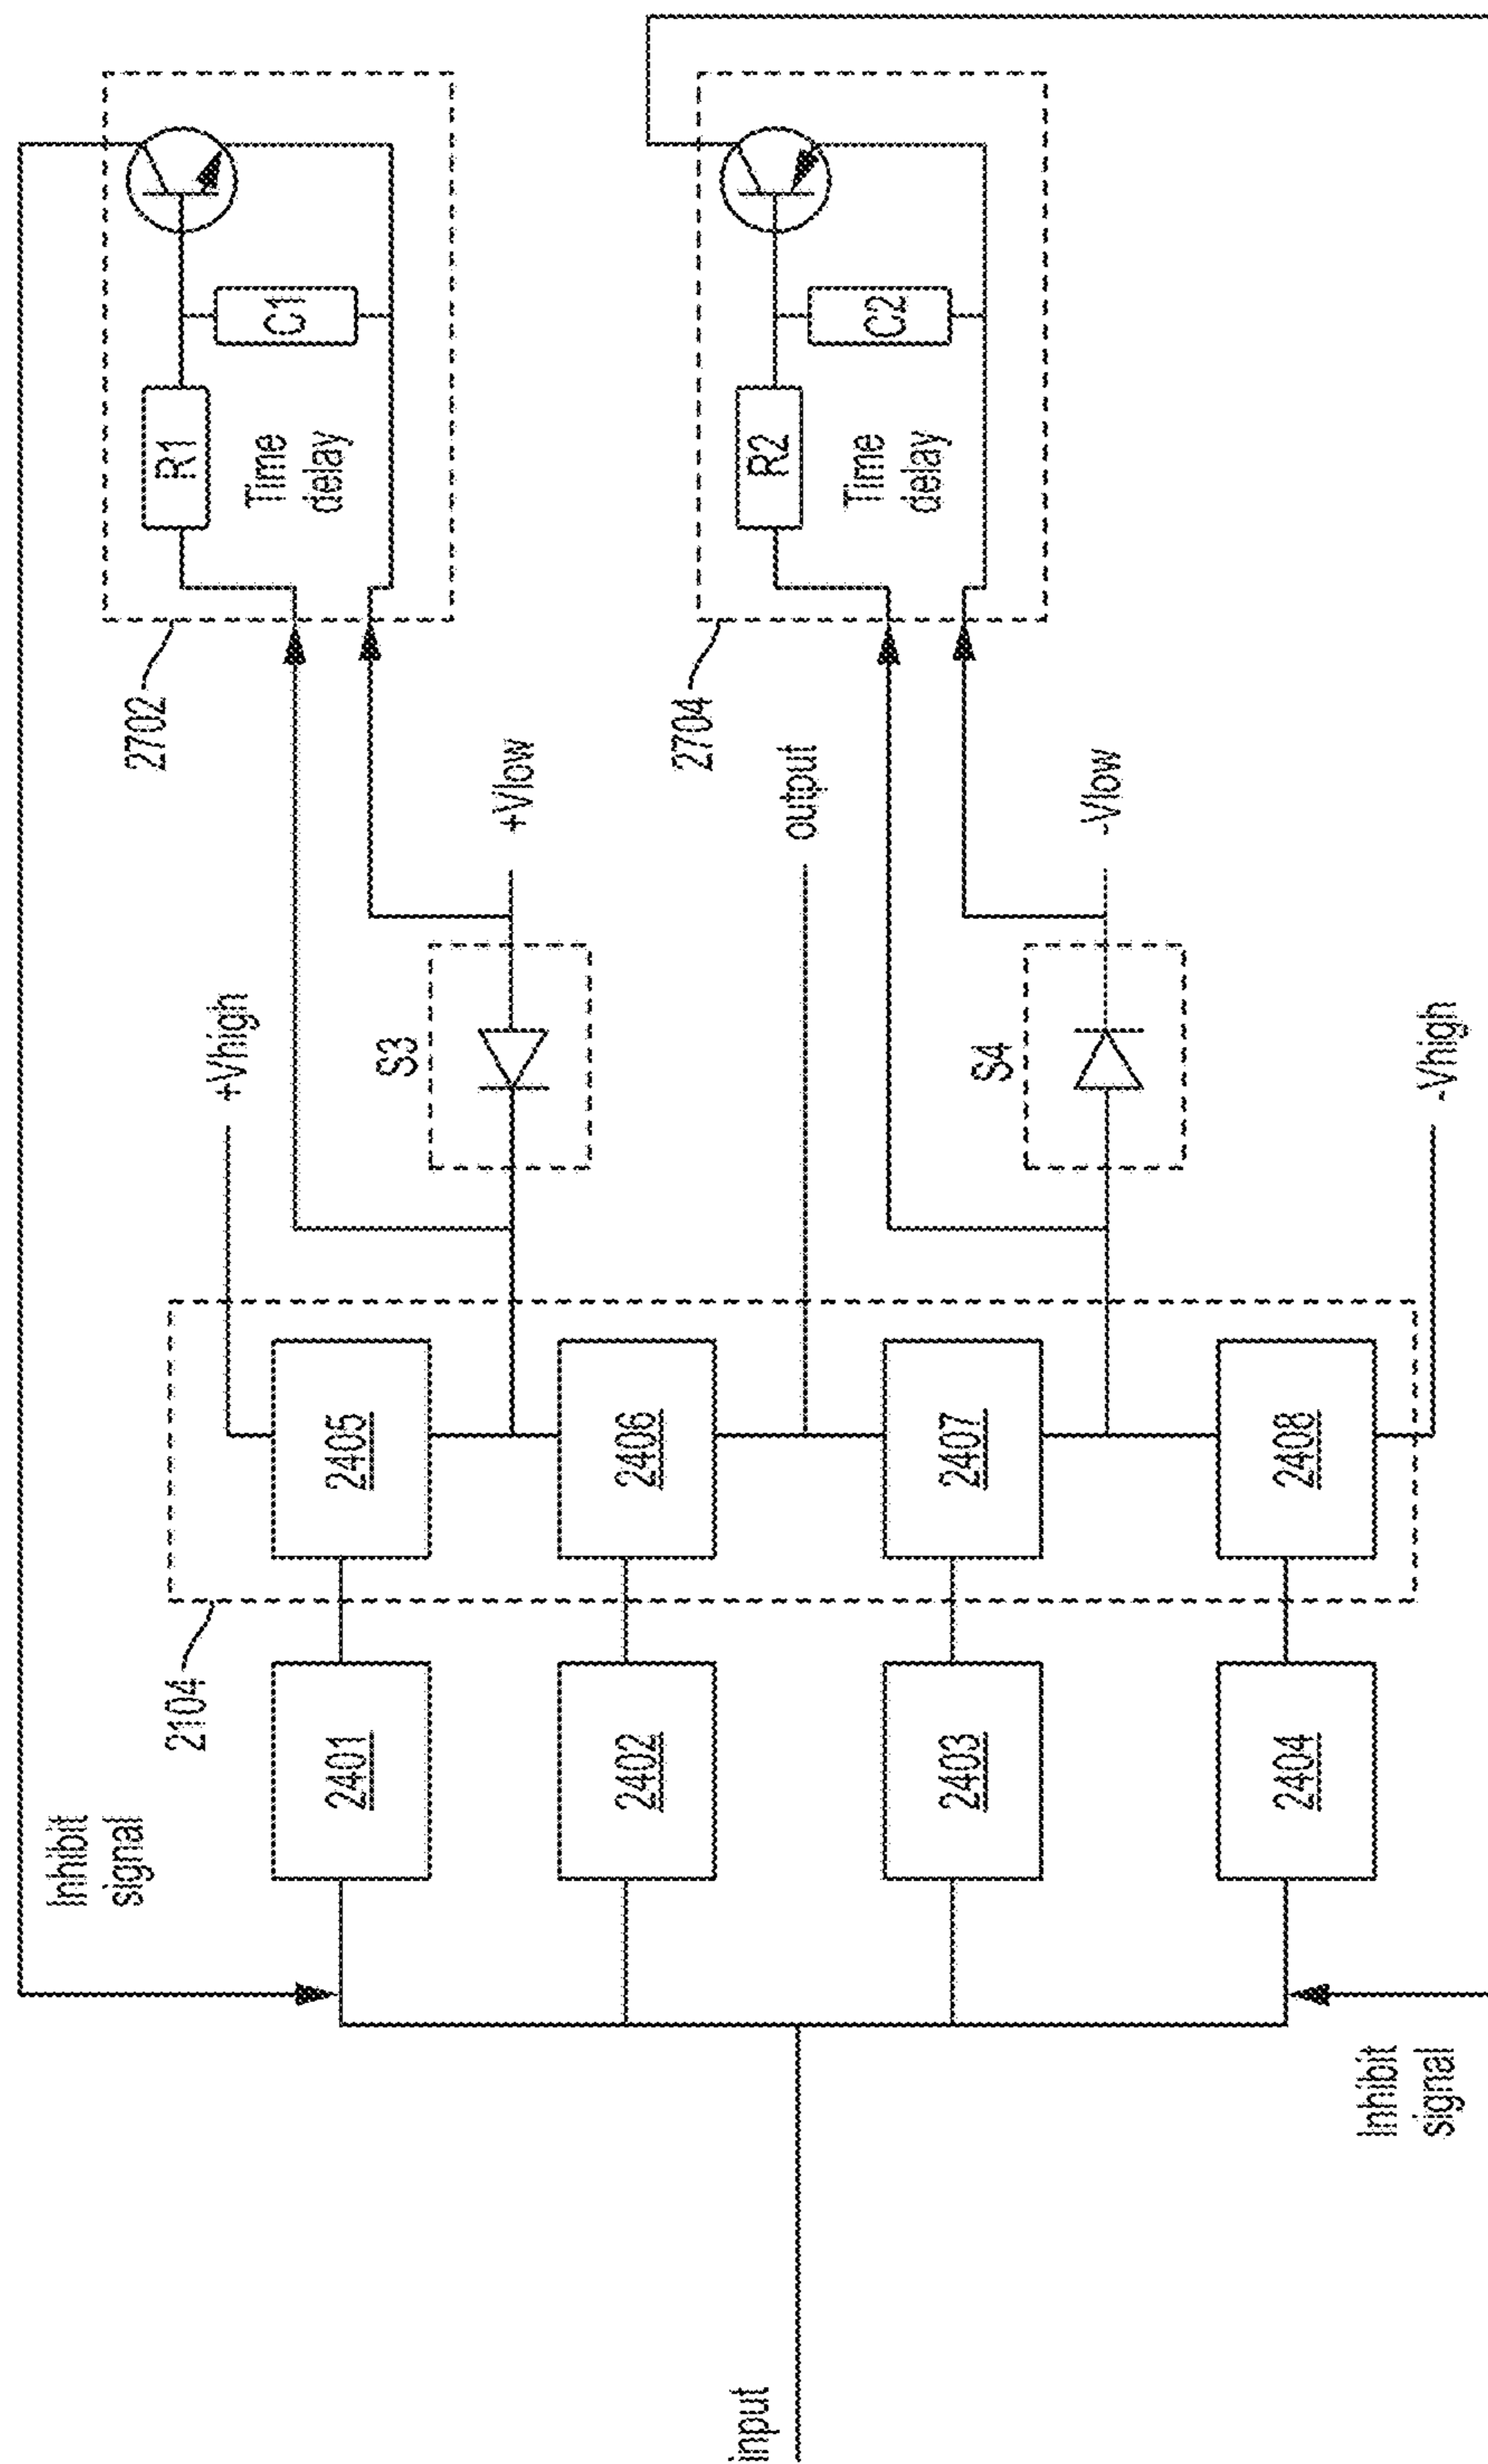 input
Inhibit
signal
Inhibit
signal
2104
2401
2402
2403
2404
2405
2406
2407
2408
+Vhigh
-Vhigh
S3
S4
+Vlow
output
-Vlow
2702
2704
R1
C1
Time
delay
R2
C2
Time
delay